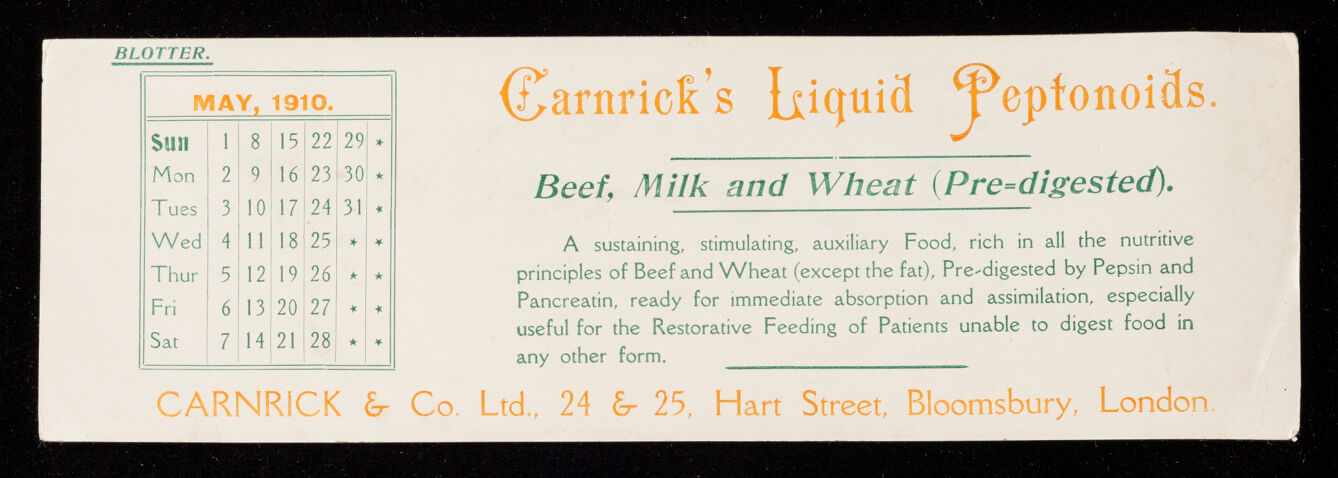 BLOTTER.
MAY, 1910.
Sun 1 8 15 22 29 *
Mon 2 9 16 23 30 *
Tues 3 10 17 24 31 *
Wed 4 11 18 25 * *
Thur 5 12 19 26 * *
Fri 6 13 20 27 * *
Sat 7 14 21 28 * *
Carnrick's Liquid Peptonoids.
Beef, Milk and Wheat (Pre=digested).
A sustaining, stimulating, auxiliary Food, rich in all the nutritive
principles of Beef and Wheat (except the fat), Pre-digested by Pepsin and
Pancreatin, ready for immediate absorption and assimilation, especially
useful for the Restorative Feeding of Patients unable to digest food in
any other form.
CARNRICK & Co. Ltd., 24 & 25, Hart Street, Bloomsbury, London.